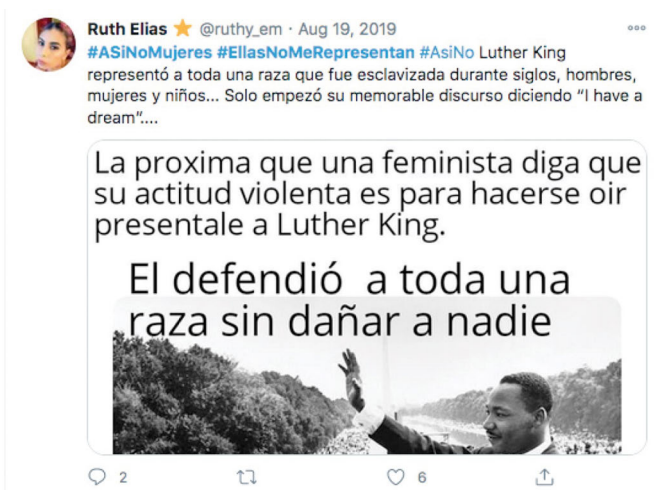 Ruth Elias ⭐ @ruthy_em · Aug 19, 2019
#ASiNoMujeres #EllasNoMeRepresentan #AsiNo Luther King
representó a toda una raza que fue esclavizada durante siglos, hombres,
mujeres y niños... Solo empezó su memorable discurso diciendo “I have a
dream”....
La proxima que una feminista diga que
su actitud violenta es para hacerse oir
presentale a Luther King.
El defendió a toda una
raza sin dañar a nadie
2
6